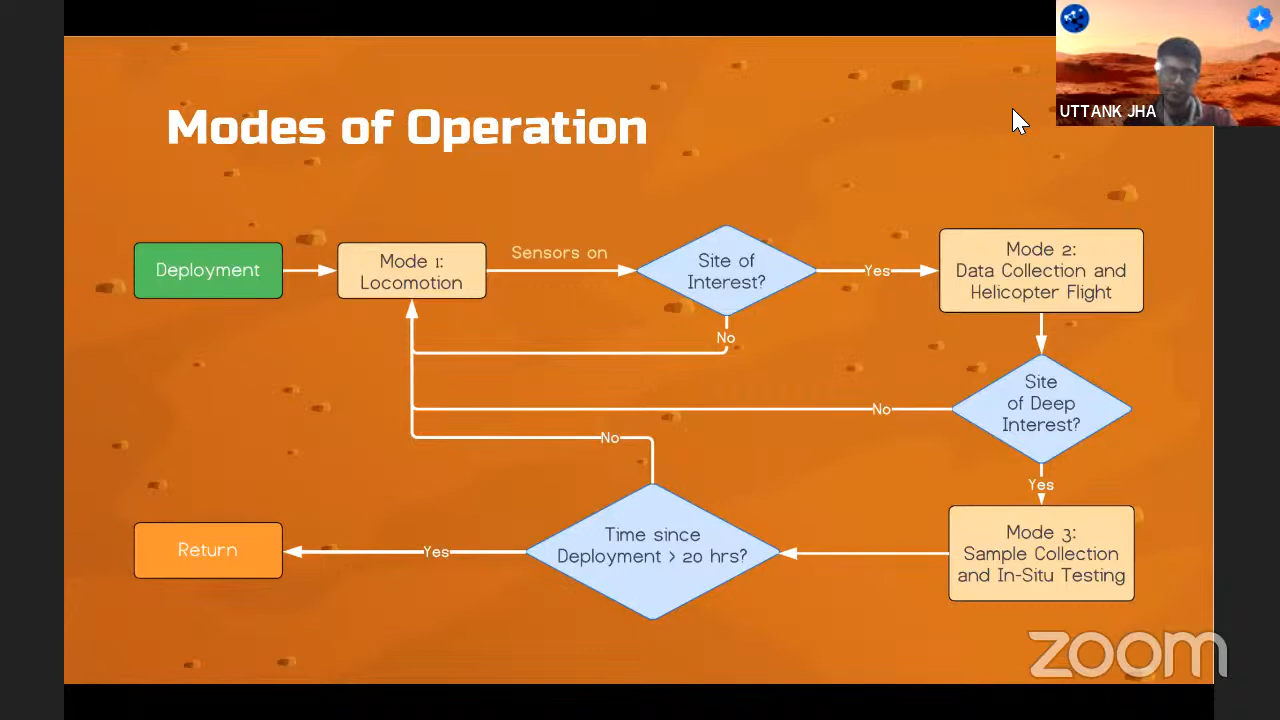 UTTANK JHA
Modes of Operation
Deployment
Mode 1:
Locomotion
Sensors on
Site of
Interest?
Yes
Mode 2:
Data Collection and
Helicopter Flight
No
Site
of Deep
Interest?
No
Yes
No
Mode 3:
Sample Collection
and In-Situ Testing
Time since
Deployment > 20 hrs?
Yes
Return
zoom